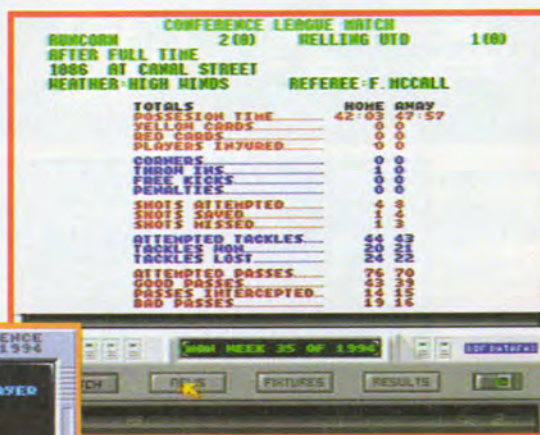 CONFERENCE LEAGUE MATCH
RUNCORN 2(0) WELLING UTD 1(0)
AFTER FULL TIME
1086 AT CANAL STREET
WEATHER=HIGH WINDS REFEREE=F.MCCALL
TOTALS HOME AWAY
POSSESION TIME 42:03 47:57
YELLOW CARDS 0 0
RED CARDS 0 0
PLAYERS INJURED 0 0
CORNERS 0 0
THROW INS 1 0
FREE KICKS 0 0
PENALTIES 0 0
SHOTS ATTEMPTED 4 8
SHOTS SAVED 1 4
SHOTS MISSED 1 3
ATTEMPTED TACKLES 44 43
TACKLES WON 20 21
TACKLES LOST 24 22
ATTEMPTED PASSES 76 70
GOOD PASSES 43 39
PASSES INTERCEPTED 14 15
BAD PASSES 19 16
WEEK 35 OF 1994
NEWS FIXTURES RESULTS
1994